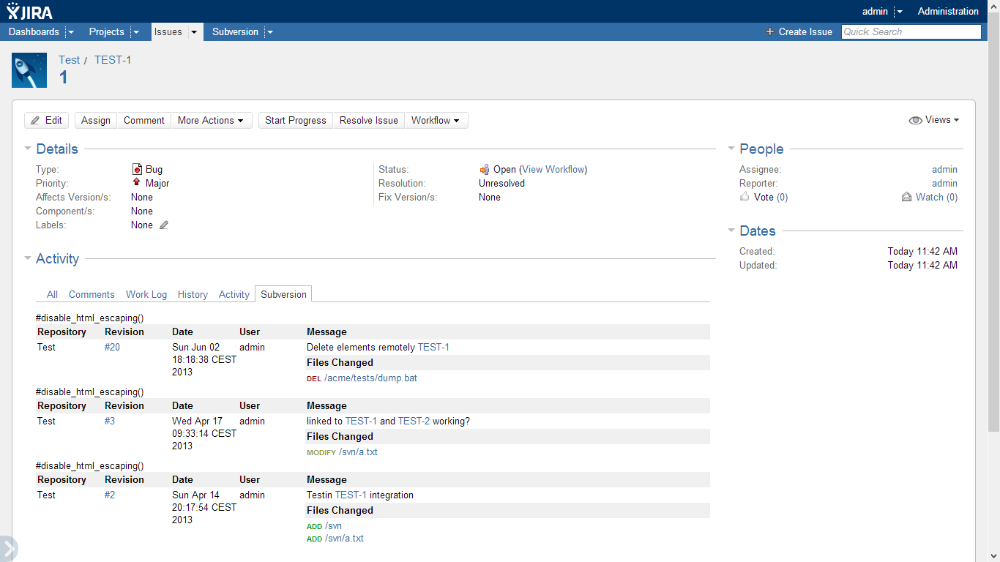 JIRA
admin Administration
Dashboards Projects Issues Subversion + Create Issue Quick Search
Test / TEST-1
1
Edit Assign Comment More Actions Start Progress Resolve Issue Workflow Views
Details
Type: Bug Status: Open (View Workflow)
Priority: Major Resolution: Unresolved
Affects Version/s: None Fix Version/s: None
Component/s: None
Labels: None
People
Assignee: admin
Reporter: admin
Vote (0) Watch (0)
Dates
Created: Today 11:42 AM
Updated: Today 11:42 AM
Activity
All Comments Work Log History Activity Subversion
#disable_html_escaping()
Repository Revision Date User Message
Test #20 Sun Jun 02 admin Delete elements remotely TEST-1
18:18:38 CEST Files Changed
2013 DEL /acme/tests/dump.bat
#disable_html_escaping()
Repository Revision Date User Message
Test #3 Wed Apr 17 admin linked to TEST-1 and TEST-2 working?
09:33:14 CEST Files Changed
2013 MODIFY /svn/a.txt
#disable_html_escaping()
Repository Revision Date User Message
Test #2 Sun Apr 14 admin Testin TEST-1 integration
20:17:54 CEST Files Changed
2013 ADD /svn
ADD /svn/a.txt